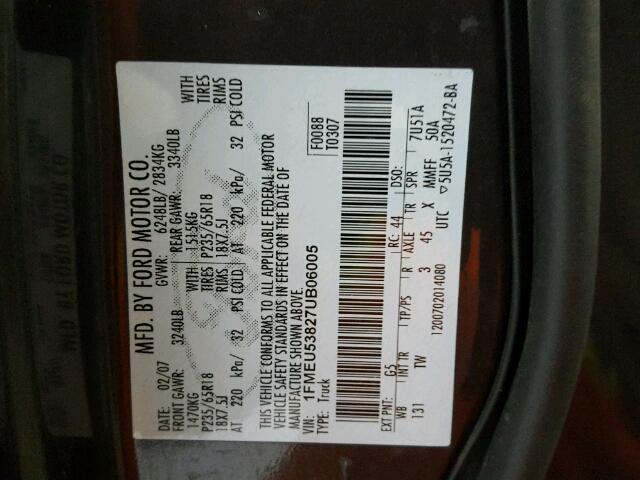 MFD. BY FORD MOTOR CO.
DATE: 02/07 GVWR: 6248LB/ 2834KG
FRONT GAWR: 3240LB REAR GAWR: 3340LB
1470KG WITH 1515KG WITH
P235/65R18 TIRES P235/65R18 TIRES
18X7.5J RIMS 18X7.5J RIMS
AT 220 kPa/ 32 PSI COLD AT 220 kPa/ 32 PSI COLD
THIS VEHICLE CONFORMS TO ALL APPLICABLE FEDERAL MOTOR
VEHICLE SAFETY STANDARDS IN EFFECT ON THE DATE OF
MANUFACTURE SHOWN ABOVE.
VIN: 1FMEU53827UB06005
TYPE: Truck
F0088
T0307
EXT PNT: G5 RC: 44 DSO:
WB INT TR TP/PS R AXLE TR SPR 7U51A
131 TW 3 45 X MMFF 50A
UTC ▽5U5A-1520472-BA
1200702014080